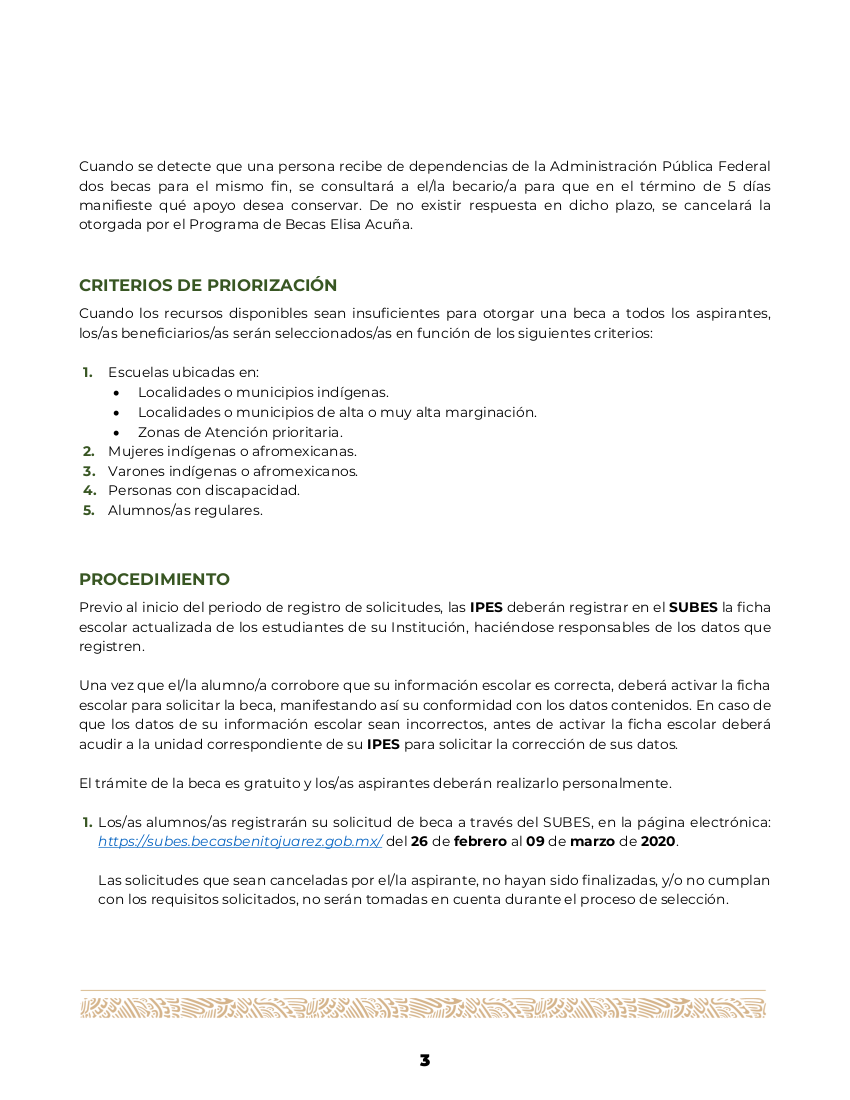 Cuando se detecte que una persona recibe de dependencias de la Administración Pública Federal
dos becas para el mismo fin, se consultará a el/la becario/a para que en el término de 5 días
manifieste qué apoyo desea conservar. De no existir respuesta en dicho plazo, se cancelará la
otorgada por el Programa de Becas Elisa Acuña.
CRITERIOS DE PRIORIZACIÓN
Cuando los recursos disponibles sean insuficientes para otorgar una beca a todos los aspirantes,
los/as beneficiarios/as serán seleccionados/as en función de los siguientes criterios:
1. Escuelas ubicadas en:
• Localidades o municipios indígenas.
• Localidades o municipios de alta o muy alta marginación.
• Zonas de Atención prioritaria.
2. Mujeres indígenas o afromexicanas.
3. Varones indígenas o afromexicanos.
4. Personas con discapacidad.
5. Alumnos/as regulares.
PROCEDIMIENTO
Previo al inicio del periodo de registro de solicitudes, las IPES deberán registrar en el SUBES la ficha
escolar actualizada de los estudiantes de su Institución, haciéndose responsables de los datos que
registren.
Una vez que el/la alumno/a corrobore que su información escolar es correcta, deberá activar la ficha
escolar para solicitar la beca, manifestando así su conformidad con los datos contenidos. En caso de
que los datos de su información escolar sean incorrectos, antes de activar la ficha escolar deberá
acudir a la unidad correspondiente de su IPES para solicitar la corrección de sus datos.
El trámite de la beca es gratuito y los/as aspirantes deberán realizarlo personalmente.
1. Los/as alumnos/as registrarán su solicitud de beca a través del SUBES, en la página electrónica:
https://subes.becasbenitojuarez.gob.mx/ del 26 de febrero al 09 de marzo de 2020.
Las solicitudes que sean canceladas por el/la aspirante, no hayan sido finalizadas, y/o no cumplan
con los requisitos solicitados, no serán tomadas en cuenta durante el proceso de selección.
3